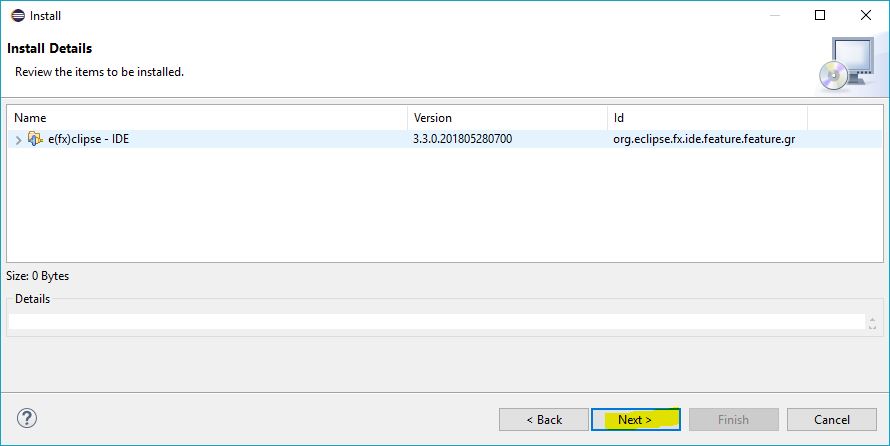 Install
Install Details
Review the items to be installed.
Name Version Id
e(fx)clipse - IDE 3.3.0.201805280700 org.eclipse.fx.ide.feature.feature.gr
Size: 0 Bytes
Details
? < Back Next > Finish Cancel